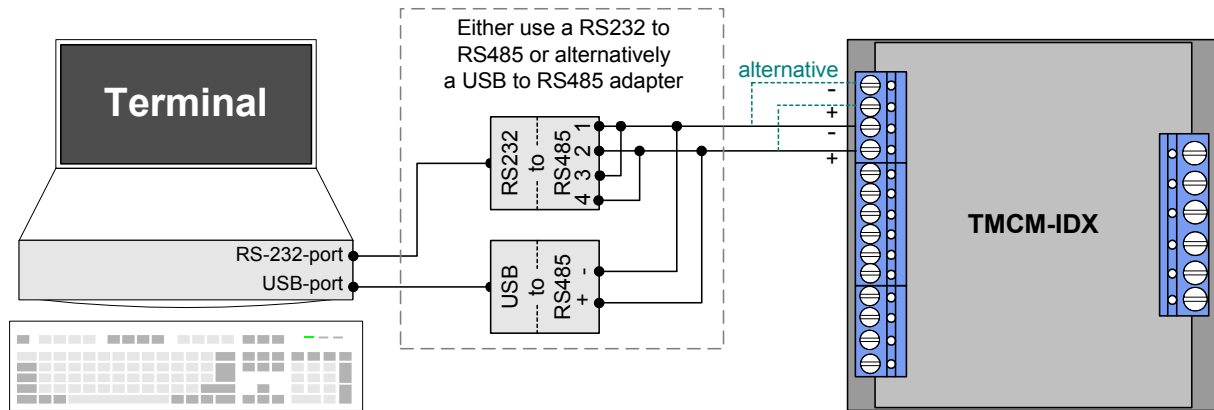 Either use a RS232 to
RS485 or alternatively
a USB to RS485 adapter
Terminal
alternative
-
+
-
+
RS232
to
RS485
1
2
3
4
RS-232-port
USB-port
USB
to
RS485
-
+
TMCM-IDX